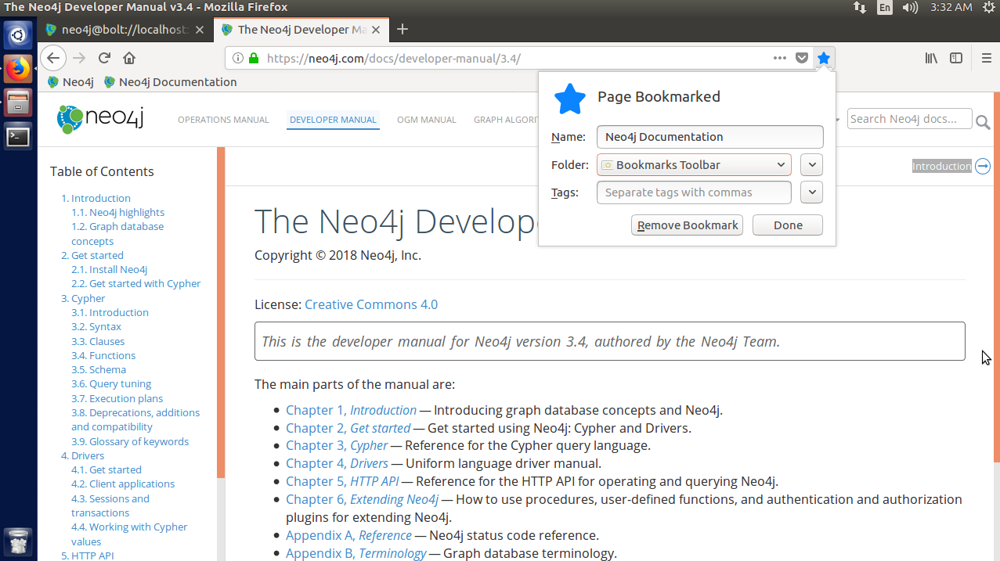 The Neo4j Developer Manual v3.4 - Mozilla Firefox
En
3:32 AM
neo4j@bolt://localhost:
The Neo4j Developer Ma
https://neo4j.com/docs/developer-manual/3.4/
Neo4j
Neo4j Documentation
neo4j
OPERATIONS MANUAL
DEVELOPER MANUAL
OGM MANUAL
GRAPH ALGORIT
Search Neo4j docs...
Page Bookmarked
Name: Neo4j Documentation
Folder: Bookmarks Toolbar
Tags: Separate tags with commas
Remove Bookmark
Done
Introduction
Table of Contents
1. Introduction
1.1. Neo4j highlights
1.2. Graph database
concepts
2. Get started
2.1. Install Neo4j
2.2. Get started with Cypher
3. Cypher
3.1. Introduction
3.2. Syntax
3.3. Clauses
3.4. Functions
3.5. Schema
3.6. Query tuning
3.7. Execution plans
3.8. Deprecations, additions
and compatibility
3.9. Glossary of keywords
4. Drivers
4.1. Get started
4.2. Client applications
4.3. Sessions and
transactions
4.4. Working with Cypher
values
5. HTTP API
The Neo4j Develop
Copyright © 2018 Neo4j, Inc.
License: Creative Commons 4.0
This is the developer manual for Neo4j version 3.4, authored by the Neo4j Team.
The main parts of the manual are:
• Chapter 1, Introduction — Introducing graph database concepts and Neo4j.
• Chapter 2, Get started — Get started using Neo4j: Cypher and Drivers.
• Chapter 3, Cypher — Reference for the Cypher query language.
• Chapter 4, Drivers — Uniform language driver manual.
• Chapter 5, HTTP API — Reference for the HTTP API for operating and querying Neo4j.
• Chapter 6, Extending Neo4j — How to use procedures, user-defined functions, and authentication and authorization
plugins for extending Neo4j.
• Appendix A, Reference — Neo4j status code reference.
• Appendix B, Terminology — Graph database terminology.